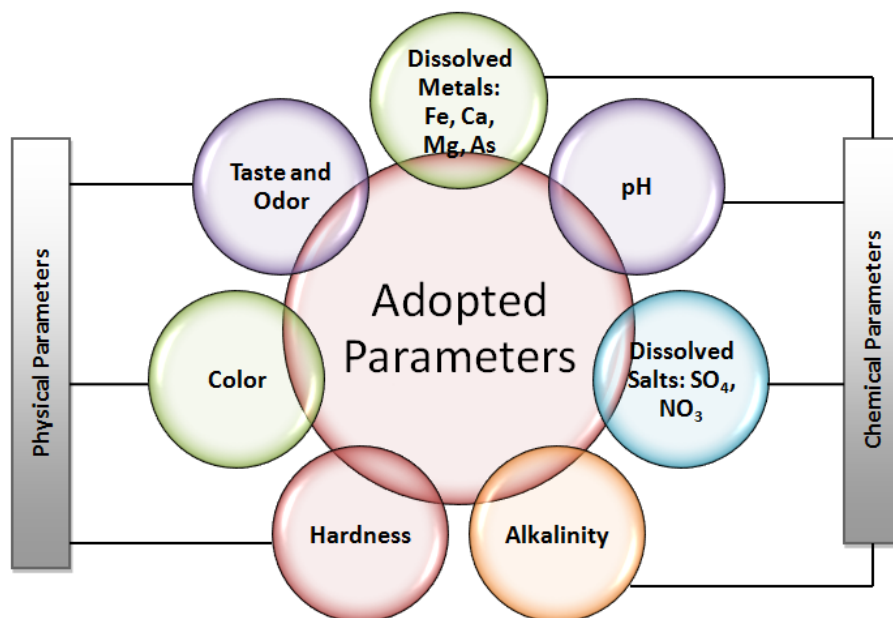 Dissolved
Metals:
Fe, Ca,
Mg, As
Taste and
Odor
pH
Physical Parameters
Adopted
Parameters
Chemical Parameters
Color
Dissolved
Salts: SO₄,
NO₃
Hardness
Alkalinity